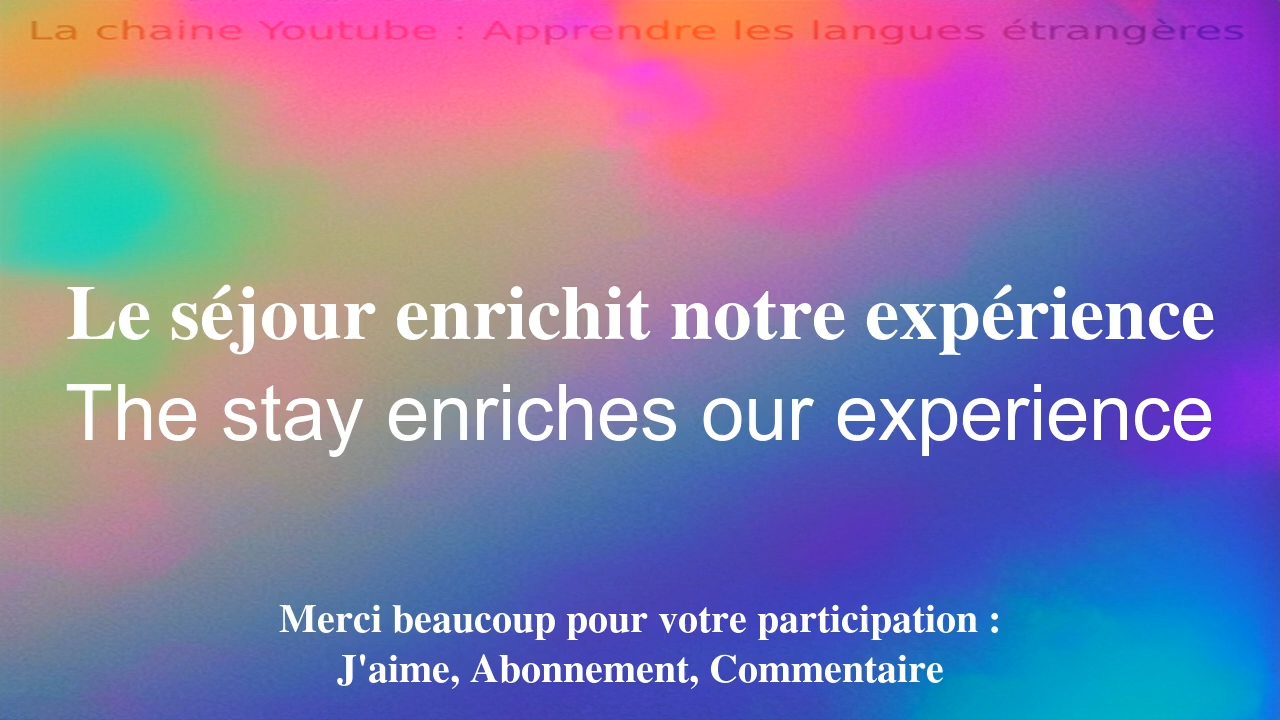 La chaine Youtube : Apprendre les langues étrangères
Le séjour enrichit notre expérience
The stay enriches our experience
Merci beaucoup pour votre participation :
J'aime, Abonnement, Commentaire